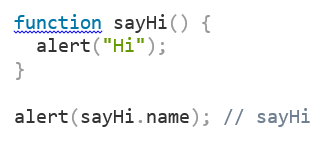 function sayHi() {
  alert("Hi");
}

alert(sayHi.name); // sayHi